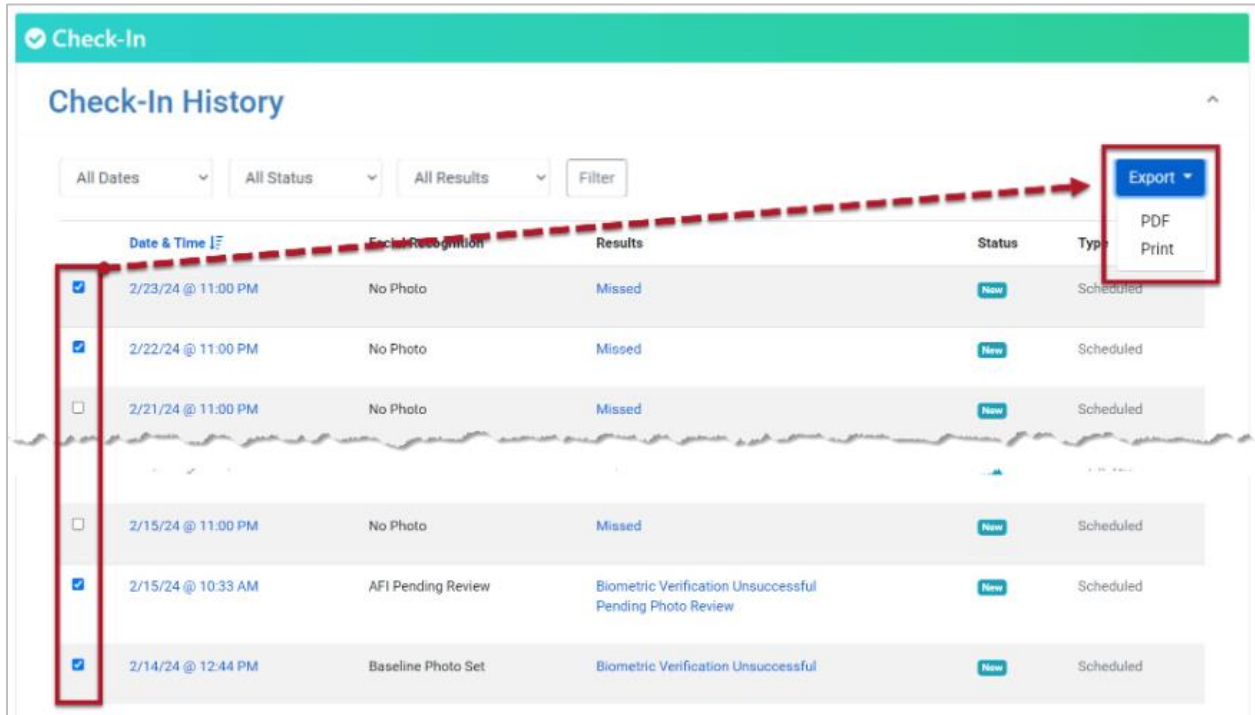 Check-In
Check-In History
All Dates All Status All Results Filter Export
PDF
Print
Date & Time Facial Recognition Results Status Type
2/23/24 @ 11:00 PM No Photo Missed New Scheduled
2/22/24 @ 11:00 PM No Photo Missed New Scheduled
2/21/24 @ 11:00 PM No Photo Missed New Scheduled
2/15/24 @ 11:00 PM No Photo Missed New Scheduled
2/15/24 @ 10:33 AM AFI Pending Review Biometric Verification Unsuccessful New Scheduled
Pending Photo Review
2/14/24 @ 12:44 PM Baseline Photo Set Biometric Verification Unsuccessful New Scheduled